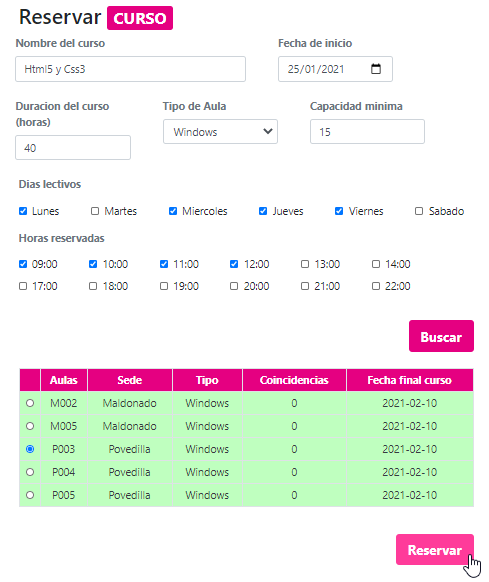 Reservar CURSO
Nombre del curso Fecha de inicio
Html5 y Css3 25/01/2021
Duracion del curso (horas) Tipo de Aula Capacidad minima
40 Windows 15
Dias lectivos
Lunes Martes Miercoles Jueves Viernes Sabado
Horas reservadas
09:00 10:00 11:00 12:00 13:00 14:00
17:00 18:00 19:00 20:00 21:00 22:00
Buscar
Aulas Sede Tipo Coincidencias Fecha final curso
M002 Maldonado Windows 0 2021-02-10
M005 Maldonado Windows 0 2021-02-10
P003 Povedilla Windows 0 2021-02-10
P004 Povedilla Windows 0 2021-02-10
P005 Povedilla Windows 0 2021-02-10
Reservar